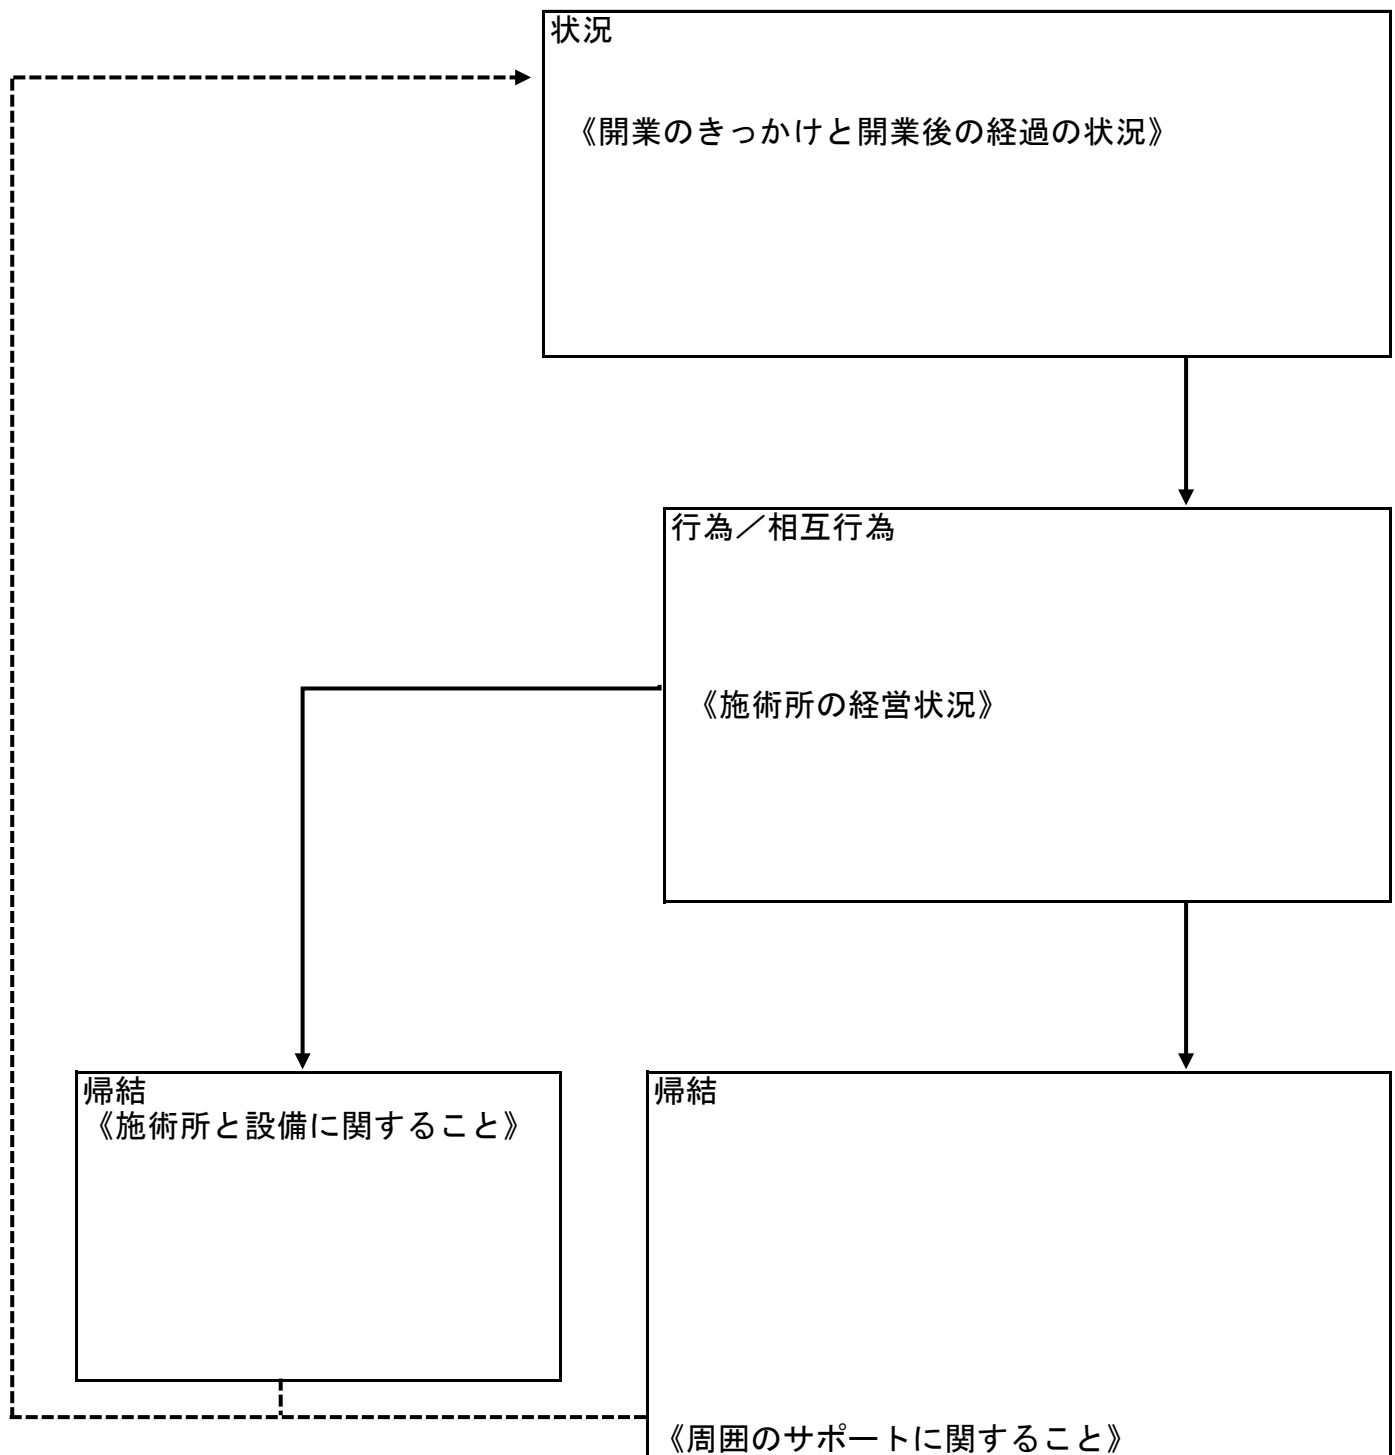 状況
《開業のきっかけと開業後の経過の状況》
行為／相互行為
《施術所の経営状況》
帰結
《施術所と設備に関すること》
帰結
《周囲のサポートに関すること》